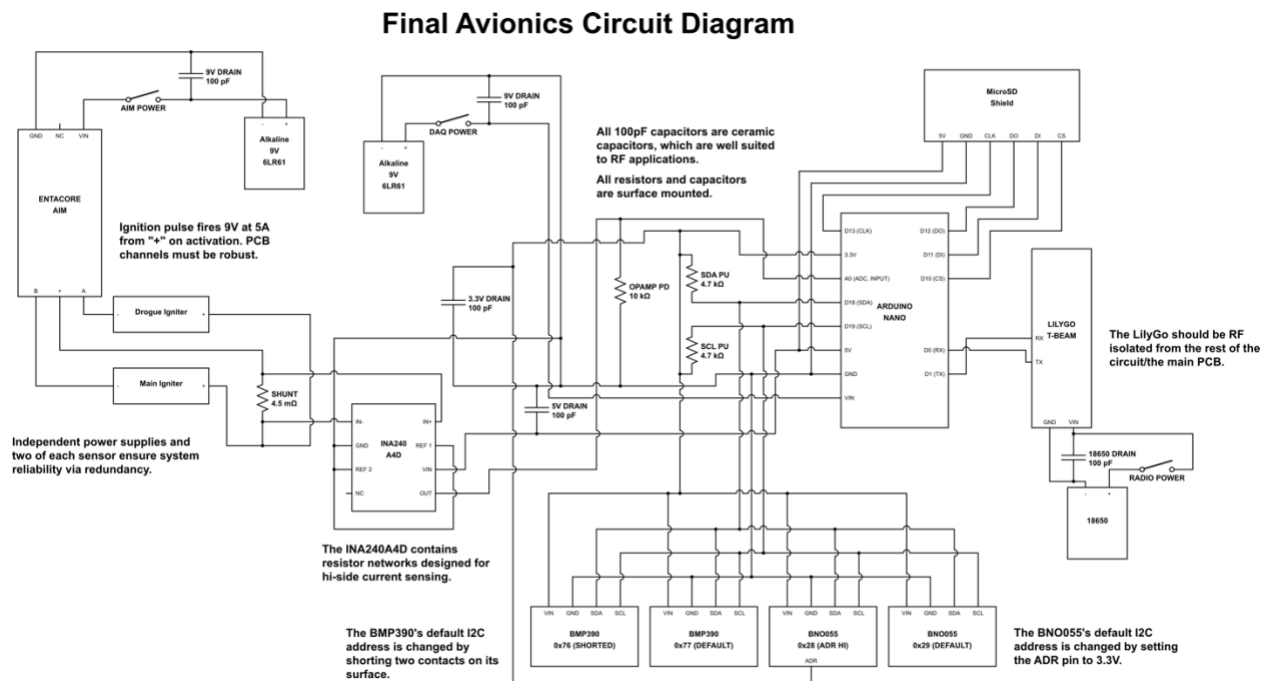 Final Avionics Circuit Diagram
9V DRAIN
100 pF
AIM POWER
GND
NC
VIN
-
+
Alkaline
9V
6LR61
ENTACORE
AIM
B
+
A
Ignition pulse fires 9V at 5A
from "+" on activation. PCB
channels must be robust.
-
Drogue Igniter
+
-
Main Igniter
+
SHUNT
4.5 mΩ
Independent power supplies and
two of each sensor ensure system
reliability via redundancy.
9V DRAIN
100 pF
DAQ POWER
-
+
Alkaline
9V
6LR61
All 100pF capacitors are ceramic
capacitors, which are well suited
to RF applications.
All resistors and capacitors
are surface mounted.
3.3V DRAIN
100 pF
OPAMP PD
10 kΩ
SDA PU
4.7 kΩ
SCL PU
4.7 kΩ
5V DRAIN
100 pF
IN-
IN+
GND
REF 1
INA240
A4D
REF 2
VIN
NC
OUT
The INA240A4D contains
resistor networks designed for
hi-side current sensing.
MicroSD
Shield
5V
GND
CLK
DO
DI
CS
D13 (CLK)
D12 (DO)
3.3V
D11 (DI)
A0 (ADC, INPUT)
D10 (CS)
D18 (SDA)
ARDUINO
NANO
D19 (SCL)
5V
D0 (RX)
GND
D1 (TX)
VIN
LILYGO
T-BEAM
RX
TX
GND
VIN
The LilyGo should be RF
isolated from the rest of the
circuit/the main PCB.
18650 DRAIN
100 pF
RADIO POWER
-
+
18650
VIN
GND
SDA
SCL
BMP390
0x76 (SHORTED)
VIN
GND
SDA
SCL
BMP390
0x77 (DEFAULT)
VIN
GND
SDA
SCL
BNO055
0x28 (ADR HI)
ADR
VIN
GND
SDA
SCL
BNO055
0x29 (DEFAULT)
The BMP390's default I2C
address is changed by
shorting two contacts on its
surface.
The BNO055's default I2C
address is changed by setting
the ADR pin to 3.3V.